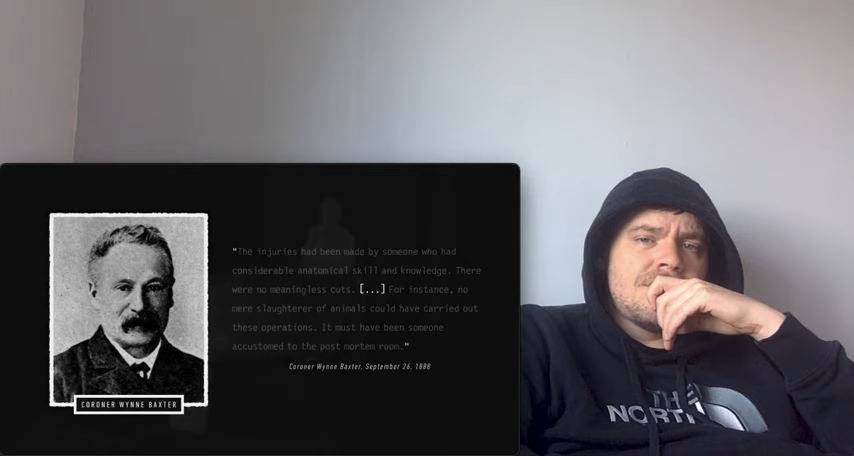 "The injuries had been made by someone who had
considerable anatomical skill and knowledge. There
were no meaningless cuts. [...] For instance, no
mere slaughterer of animals could have carried out
these operations. It must have been someone
accustomed to the post mortem room."
Coroner Wynne Baxter, September 26, 1888
CORONER WYNNE BAXTER
THE
NORTH